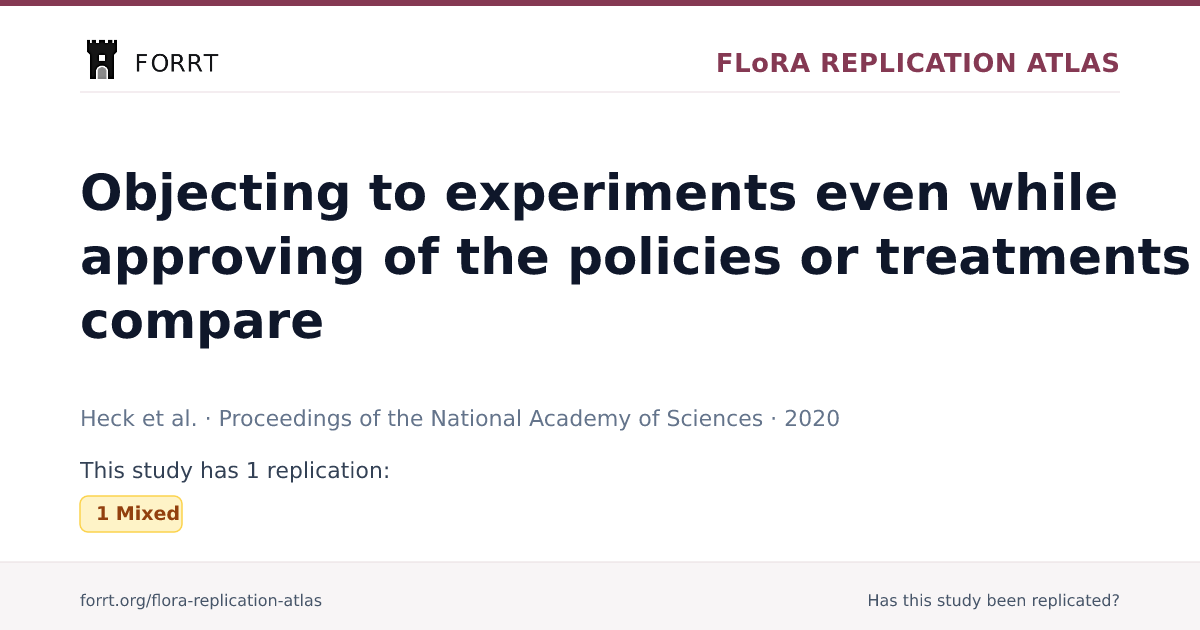 FORRT
FLoRA REPLICATION ATLAS
Objecting to experiments even while
approving of the policies or treatments
compare
Heck et al. · Proceedings of the National Academy of Sciences · 2020
This study has 1 replication:
1 Mixed
forrt.org/flora-replication-atlas
Has this study been replicated?